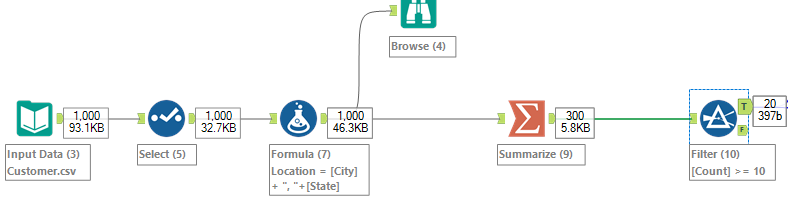 Browse (4)
1,000
93.1KB
1,000
32.7KB
1,000
46.3KB
300
5.8KB
T
F
20
397b
Input Data (3)
Customer.csv
Select (5)
Formula (7)
Location = [City]
+ ", "+[State]
Summarize (9)
Filter (10)
[Count] >= 10